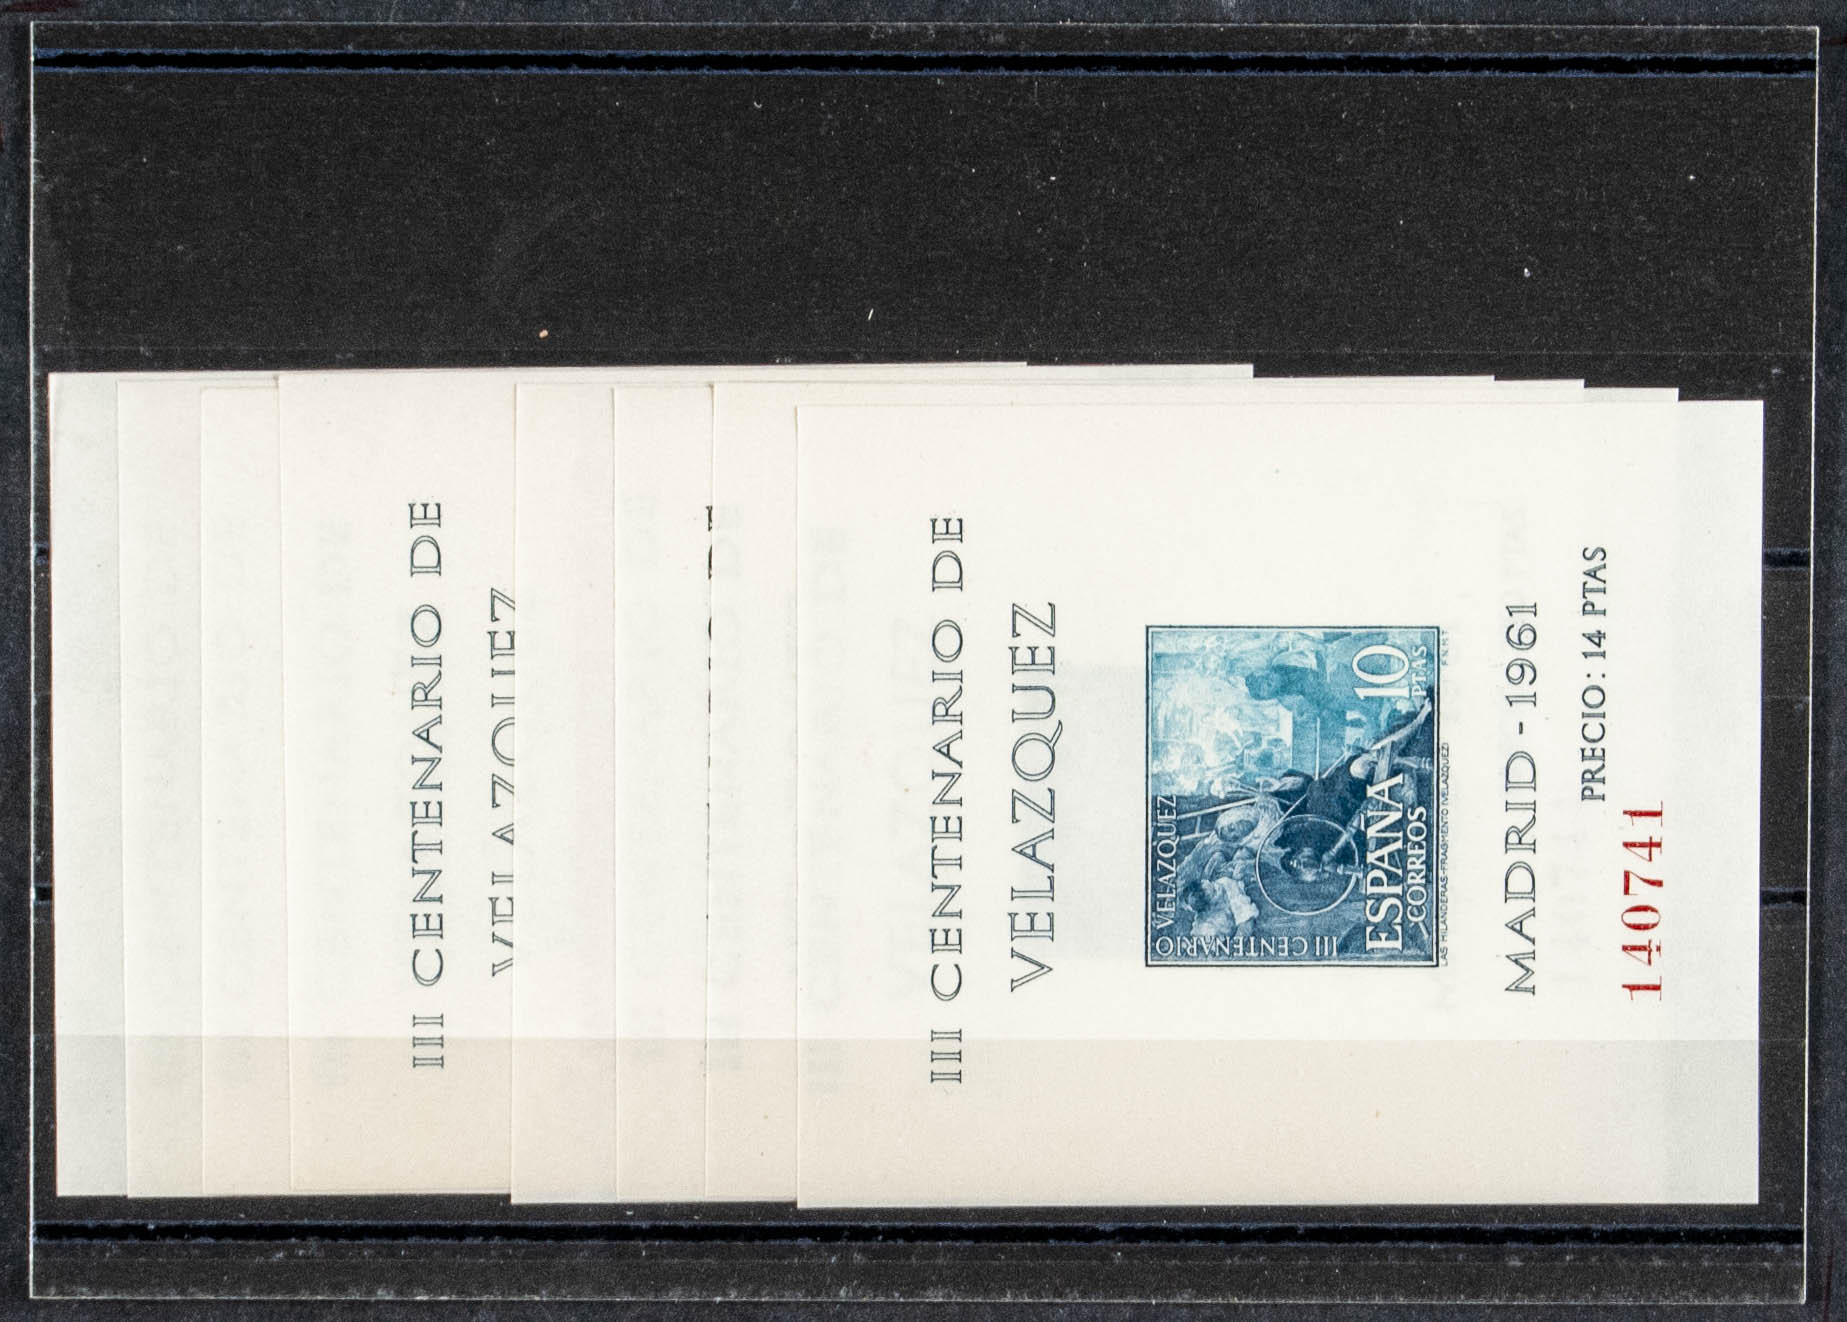 III CENTENARIO DE
VELAZQUEZ
III CENTENARIO DE
VELAZQUEZ
III CENTENARIO
VELAZQUEZ
10
PTAS
ESPAÑA
CORREOS
LAS HILANDERAS-FRAGMENTO (VELAZQUEZ)
F.N.M.T
MADRID - 1961
PRECIO: 14 PTAS
140741